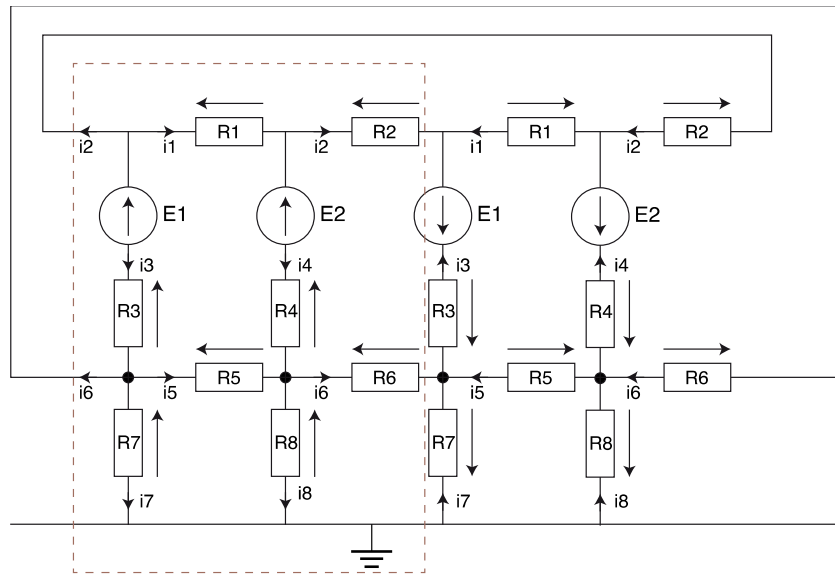 R1 R2 R1 R2
i2 i1 i2 i1 i2
E1 E2 E1 E2
i3 i4 i3 i4
R3 R4 R3 R4
R5 R6 R5 R6
i6 i5 i6 i5 i6
R7 R8 R7 R8
i7 i8 i7 i8